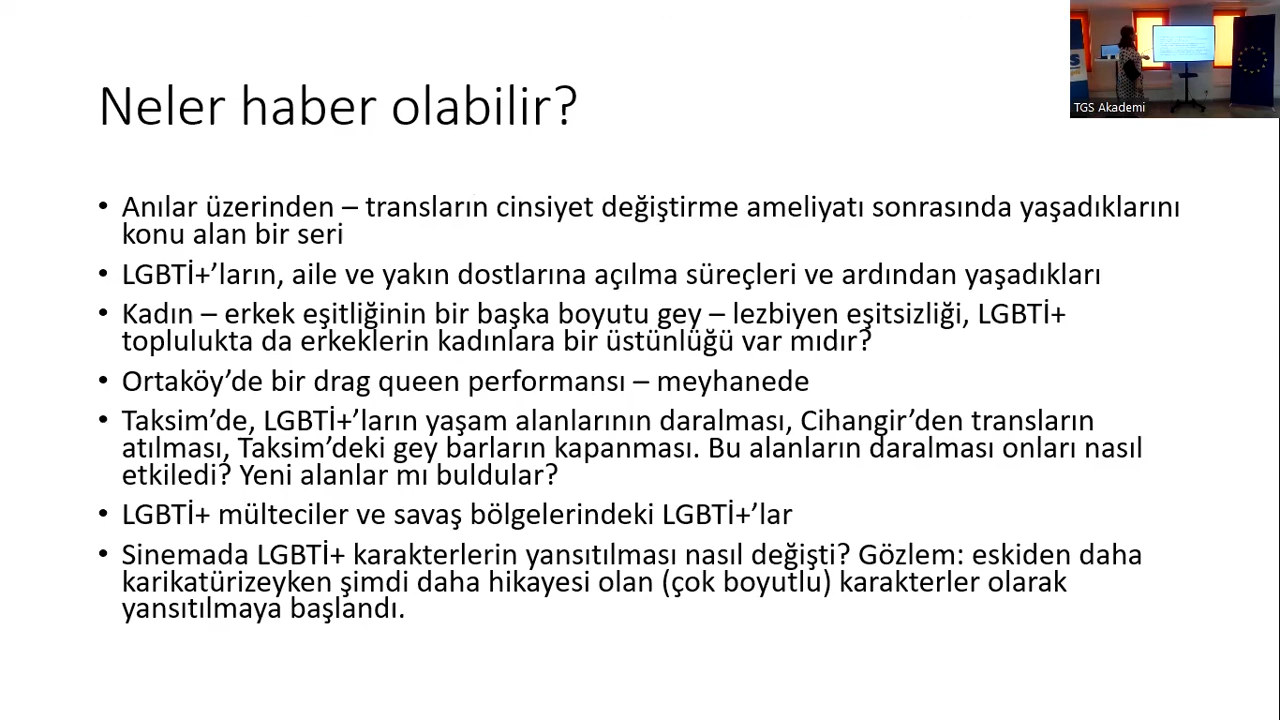 Neler haber olabilir?
• Anılar üzerinden – transların cinsiyet değiştirme ameliyatı sonrasında yaşadıklarını
konu alan bir seri
• LGBTİ+’ların, aile ve yakın dostlarına açılma süreçleri ve ardından yaşadıkları
• Kadın – erkek eşitliğinin bir başka boyutu gey – lezbiyen eşitsizliği, LGBTİ+
toplulukta da erkeklerin kadınlara bir üstünlüğü var mıdır?
• Ortaköy’de bir drag queen performansı – meyhanede
• Taksim’de, LGBTİ+’ların yaşam alanlarının daralması, Cihangir’den transların
atılması, Taksim’deki gey barların kapanması. Bu alanların daralması onları nasıl
etkiledi? Yeni alanlar mı buldular?
• LGBTİ+ mülteciler ve savaş bölgelerindeki LGBTİ+’lar
• Sinemada LGBTİ+ karakterlerin yansıtılması nasıl değişti? Gözlem: eskiden daha
karikatürizeyken şimdi daha hikayesi olan (çok boyutlu) karakterler olarak
yansıtılmaya başlandı.
TGS Akademi